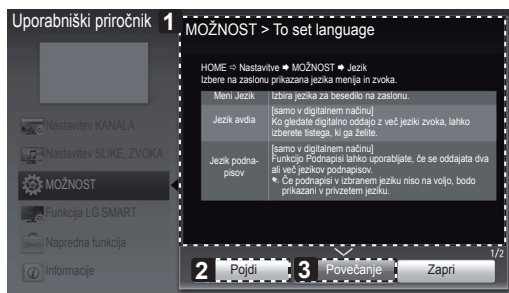 Uporabniški priročnik
1
MOŽNOST > To set language
HOME ➪ Nastavitve ➡ MOŽNOST ➡ Jezik
Izbere na zaslonu prikazana jezika menija in zvoka.
Meni Jezik
Izbira jezika za besedilo na zaslonu.
Jezik avdia
[samo v digitalnem načinu]
Ko gledate digitalno oddajo z več jeziki zvoka, lahko
izberete tistega, ki ga želite.
Jezik podna-
pisov
[samo v digitalnem načinu]
Funkcijo Podnapisi lahko uporabljate, če se oddajata dva
ali več jezikov podnapisov.
✎ Če podnapisi v izbranem jeziku niso na voljo, bodo
prikazani v privzetem jeziku.
Nastavitev KANALA
Nastavitev SLIKE, ZVOKA
MOŽNOST
Funkcija LG SMART
Napredna funkcija
Informacije
1/2
2 Pojdi
3 Povečanje
Zapri